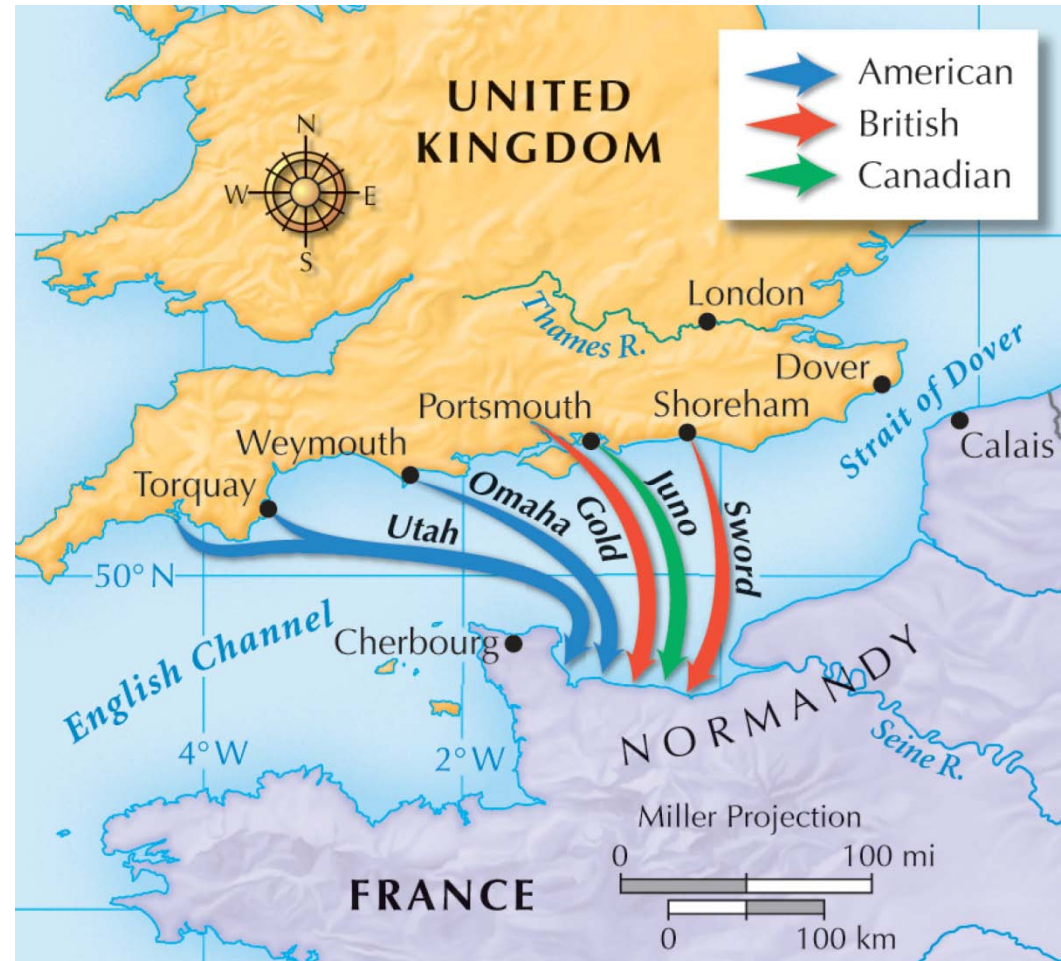 UNITED
KINGDOM
American
British
Canadian
N
W
E
S
London
Thames R.
Dover
Strait of Dover
Portsmouth
Shoreham
Weymouth
Calais
Torquay
Omaha
Gold
Juno
Sword
Utah
50° N
English Channel
Cherbourg
NORMANDY
4° W
2° W
Seine R.
Miller Projection
0
100 mi
FRANCE
0
100 km